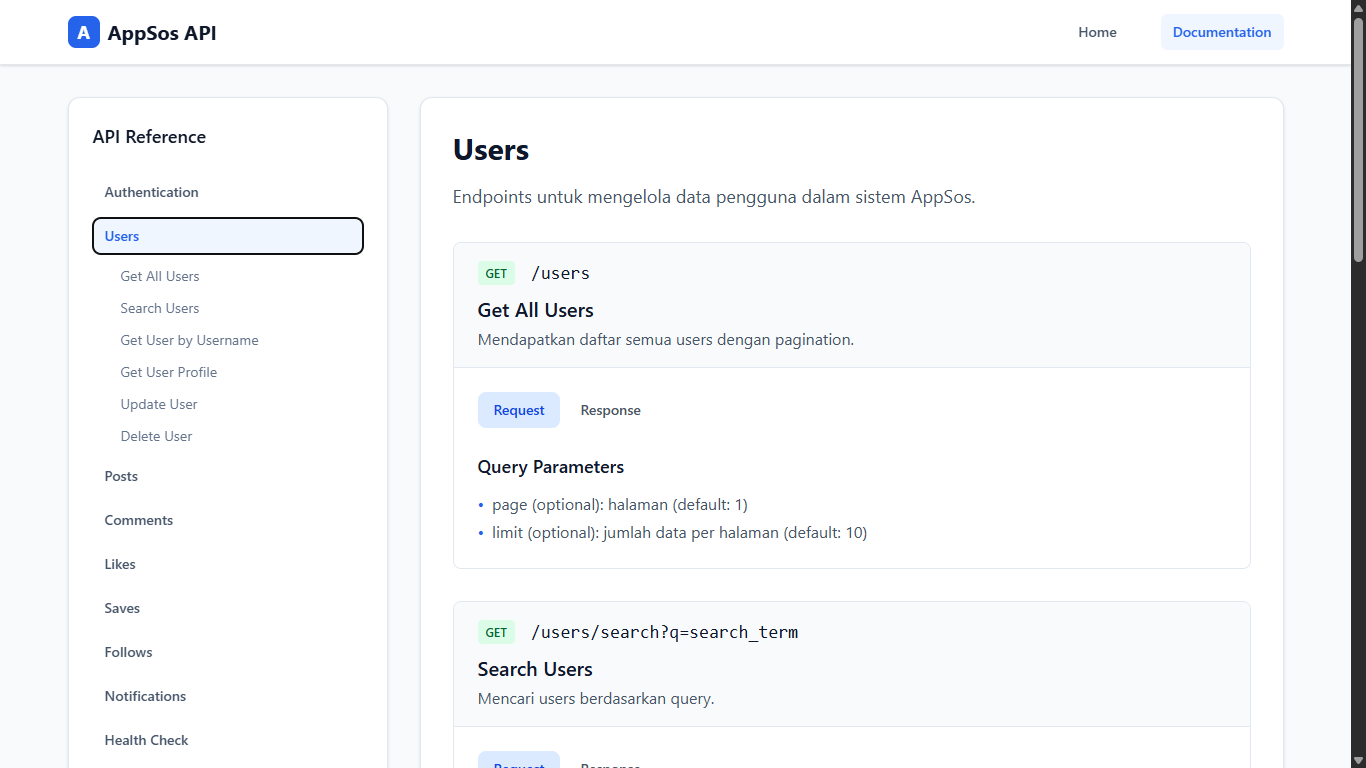 A AppSos API
Home
Documentation
API Reference
Authentication
Users
Get All Users
Search Users
Get User by Username
Get User Profile
Update User
Delete User
Posts
Comments
Likes
Saves
Follows
Notifications
Health Check
Users
Endpoints untuk mengelola data pengguna dalam sistem AppSos.
GET /users
Get All Users
Mendapatkan daftar semua users dengan pagination.
Request Response
Query Parameters
• page (optional): halaman (default: 1)
• limit (optional): jumlah data per halaman (default: 10)
GET /users/search?q=search_term
Search Users
Mencari users berdasarkan query.
Request Response